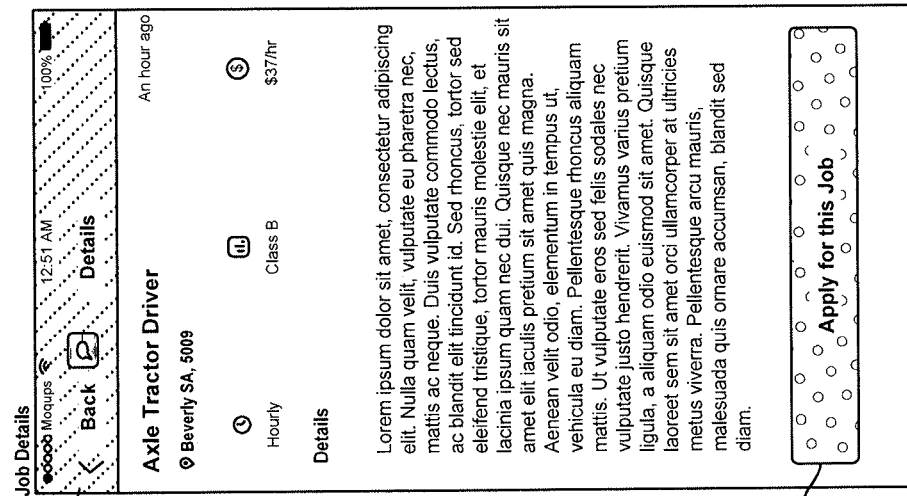 Job Details
Moqups 12:51 AM 100%
Back Details
Axle Tractor Driver An hour ago
Beverly SA, 5009
Hourly Class B $37/hr
Details
Lorem ipsum dolor sit amet, consectetur adipiscing
elit. Nulla quam velit, vulputate eu pharetra nec,
mattis ac neque. Duis vulputate commodo lectus,
ac blandit elit tincidunt id. Sed rhoncus, tortor sed
eleifend tristique, tortor mauris molestie elit, et
lacinia ipsum quam nec dui. Quisque nec mauris sit
amet elit iaculis pretium sit amet quis magna.
Aenean velit odio, elementum in tempus ut,
vehicula eu diam. Pellentesque rhoncus aliquam
mattis. Ut vulputate eros sed felis sodales nec
vulputate justo hendrerit. Vivamus varius pretium
ligula, a aliquam odio euismod sit amet. Quisque
laoreet sem sit amet orci ullamcorper at ultricies
metus viverra. Pellentesque arcu mauris,
malesuada quis ornare accumsan, blandit sed
diam.
Apply for this Job